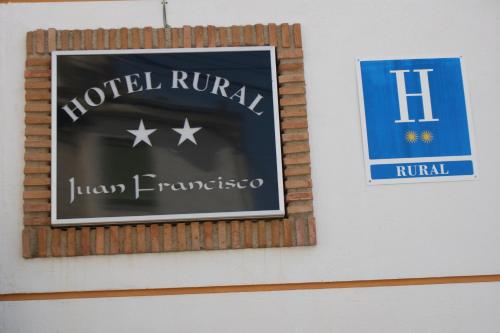 HOTEL RURAL
Juan Francisco
H
RURAL